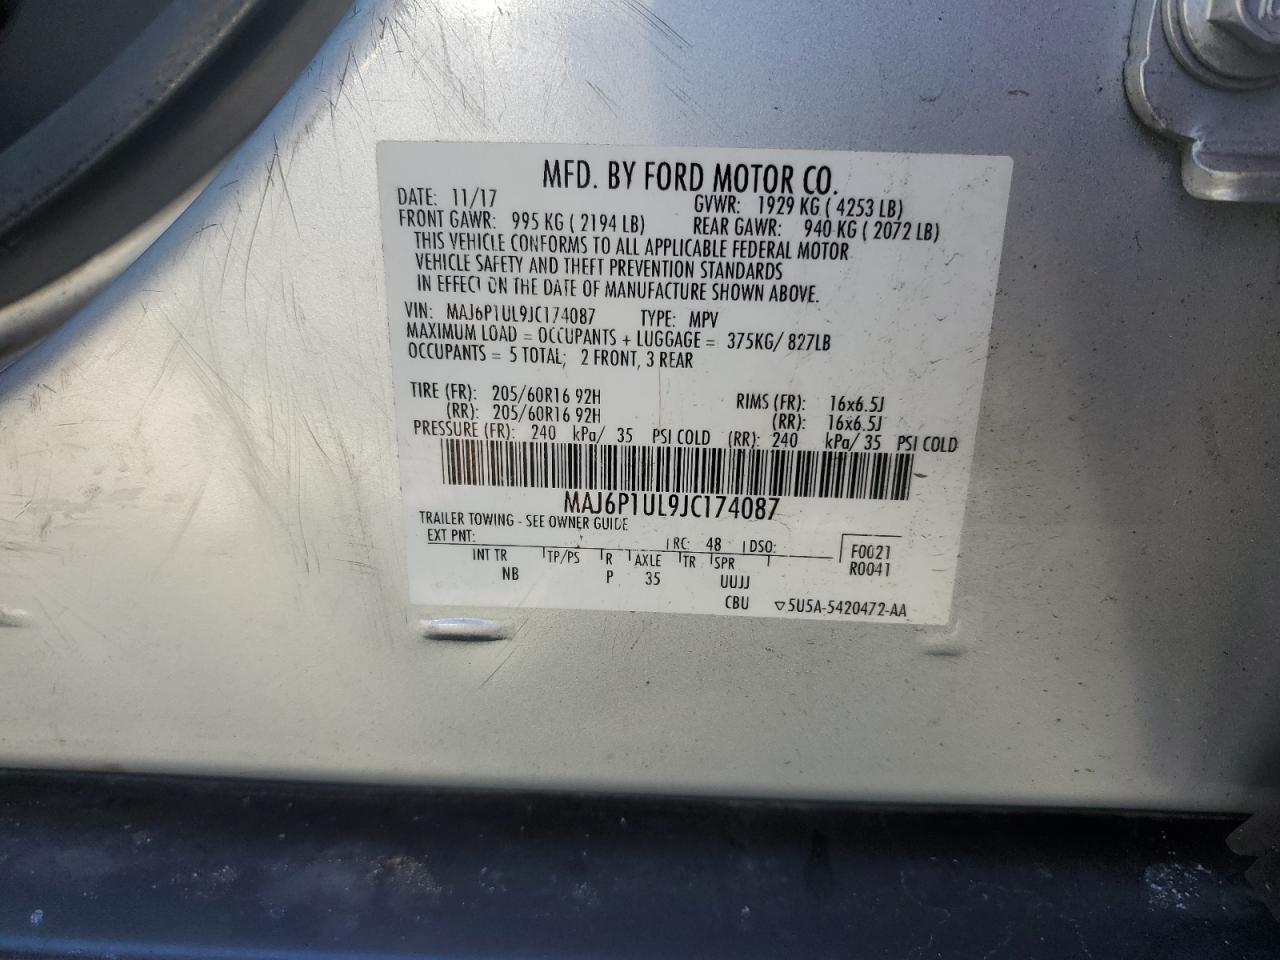 MFD. BY FORD MOTOR CO.
DATE: 11/17 GVWR: 1929 KG ( 4253 LB)
FRONT GAWR: 995 KG ( 2194 LB) REAR GAWR: 940 KG ( 2072 LB)
THIS VEHICLE CONFORMS TO ALL APPLICABLE FEDERAL MOTOR
VEHICLE SAFETY AND THEFT PREVENTION STANDARDS
IN EFFECT ON THE DATE OF MANUFACTURE SHOWN ABOVE.
VIN: MAJ6P1UL9JC174087 TYPE: MPV
MAXIMUM LOAD = OCCUPANTS + LUGGAGE = 375KG/ 827LB
OCCUPANTS = 5 TOTAL; 2 FRONT, 3 REAR
TIRE (FR): 205/60R16 92H RIMS (FR): 16x6.5J
(RR): 205/60R16 92H (RR): 16x6.5J
PRESSURE (FR): 240 kPa/ 35 PSI COLD (RR): 240 kPa/ 35 PSI COLD
MAJ6P1UL9JC174087
TRAILER TOWING - SEE OWNER GUIDE
EXT PNT: RC: 48 DSO: F0021
INT TR TP/PS R AXLE TR SPR R0041
NB P 35 UUJJ
CBU ▽5U5A-5420472-AA